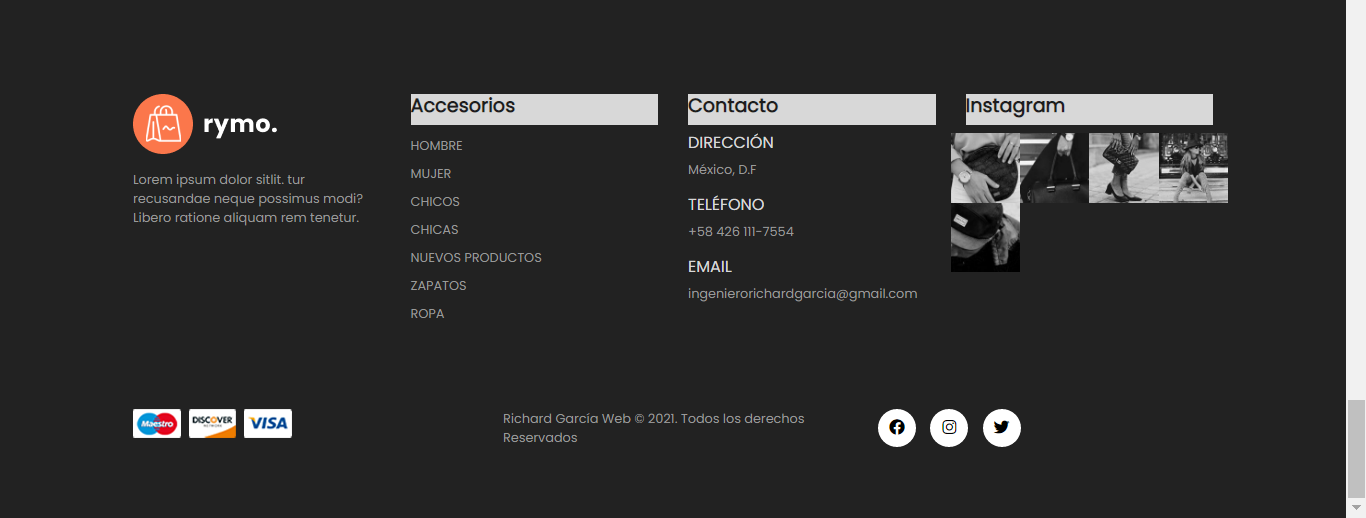 rymo.
Lorem ipsum dolor sitlit. tur
recusandae neque possimus modi?
Libero ratione aliquam rem tenetur.
Accesorios
HOMBRE
MUJER
CHICOS
CHICAS
NUEVOS PRODUCTOS
ZAPATOS
ROPA
Contacto
DIRECCIÓN
México, D.F
TELÉFONO
+58 426 111-7554
EMAIL
ingenierorichardgarcia@gmail.com
Instagram
Maestro
DISCOVER
NETWORK
VISA
Richard García Web © 2021. Todos los derechos
Reservados